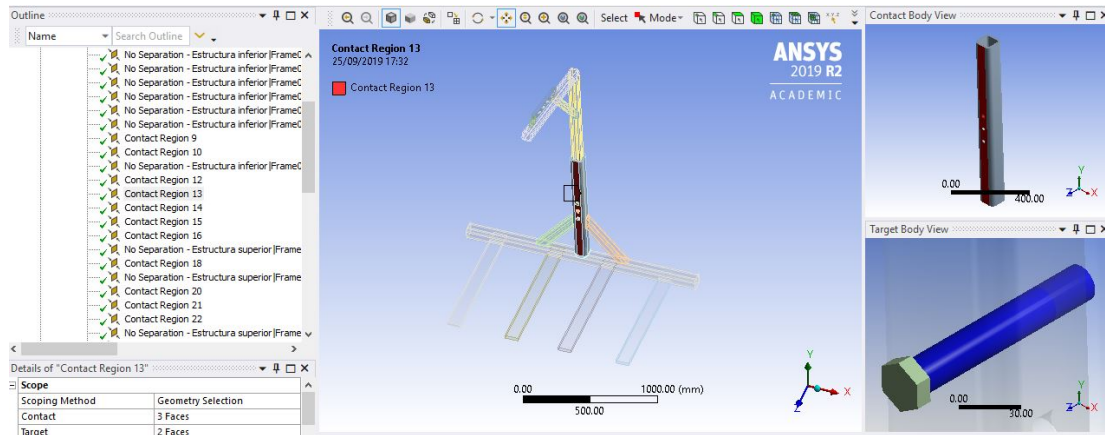 Outline
Name
Search Outline
No Separation - Estructura inferior|Frame0
No Separation - Estructura inferior|Frame0
No Separation - Estructura inferior|Frame0
No Separation - Estructura inferior|Frame0
No Separation - Estructura inferior|Frame0
No Separation - Estructura inferior|Frame0
Contact Region 9
Contact Region 10
No Separation - Estructura inferior|Frame0
Contact Region 12
Contact Region 13
Contact Region 14
Contact Region 15
Contact Region 16
No Separation - Estructura superior|Frame
Contact Region 18
No Separation - Estructura superior|Frame
Contact Region 20
Contact Region 21
Contact Region 22
No Separation - Estructura superior|Frame
Details of "Contact Region 13"
Scope
Scoping Method Geometry Selection
Contact 3 Faces
Target 2 Faces
Select Mode
Contact Region 13
25/09/2019 17:32
Contact Region 13
ANSYS
2019 R2
ACADEMIC
0.00 1000.00 (mm)
500.00
Y
X
Z
Contact Body View
0.00
400.00
Y
Z X
Target Body View
0.00
30.00
Y
Z X